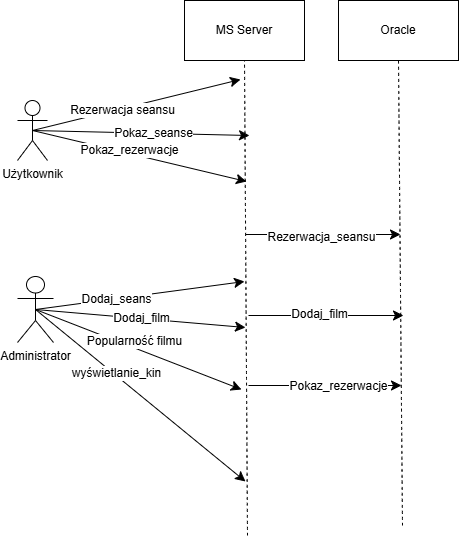 MS Server
Oracle
Rezerwacja seansu
Pokaz_seanse
Pokaz_rezerwacje
Użytkownik
Rezerwacja_seansu
Dodaj_seans
Dodaj_film
Dodaj_film
Popularność filmu
Administrator
wyświetlanie_kin
Pokaz_rezerwacje